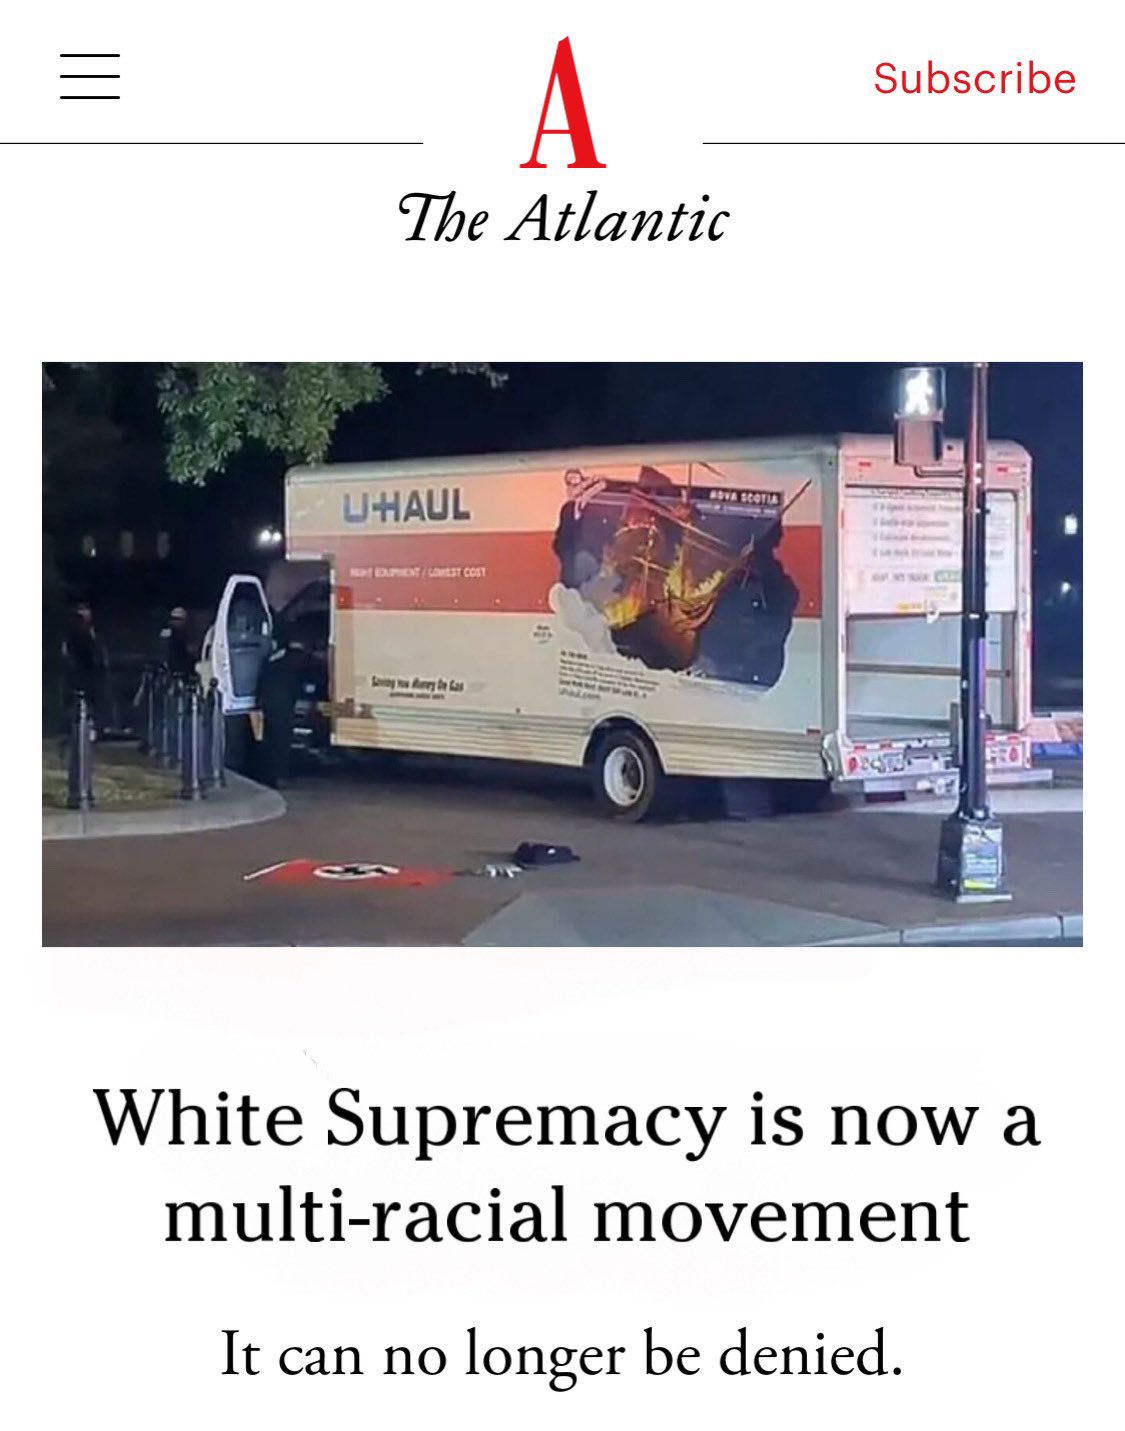 Subscribe
A
The Atlantic
U-HAUL
NOVA SCOTIA
RIGHT EQUIPMENT / LOWEST COST
Saving You Money On Gas
White Supremacy is now a
multi-racial movement
It can no longer be denied.